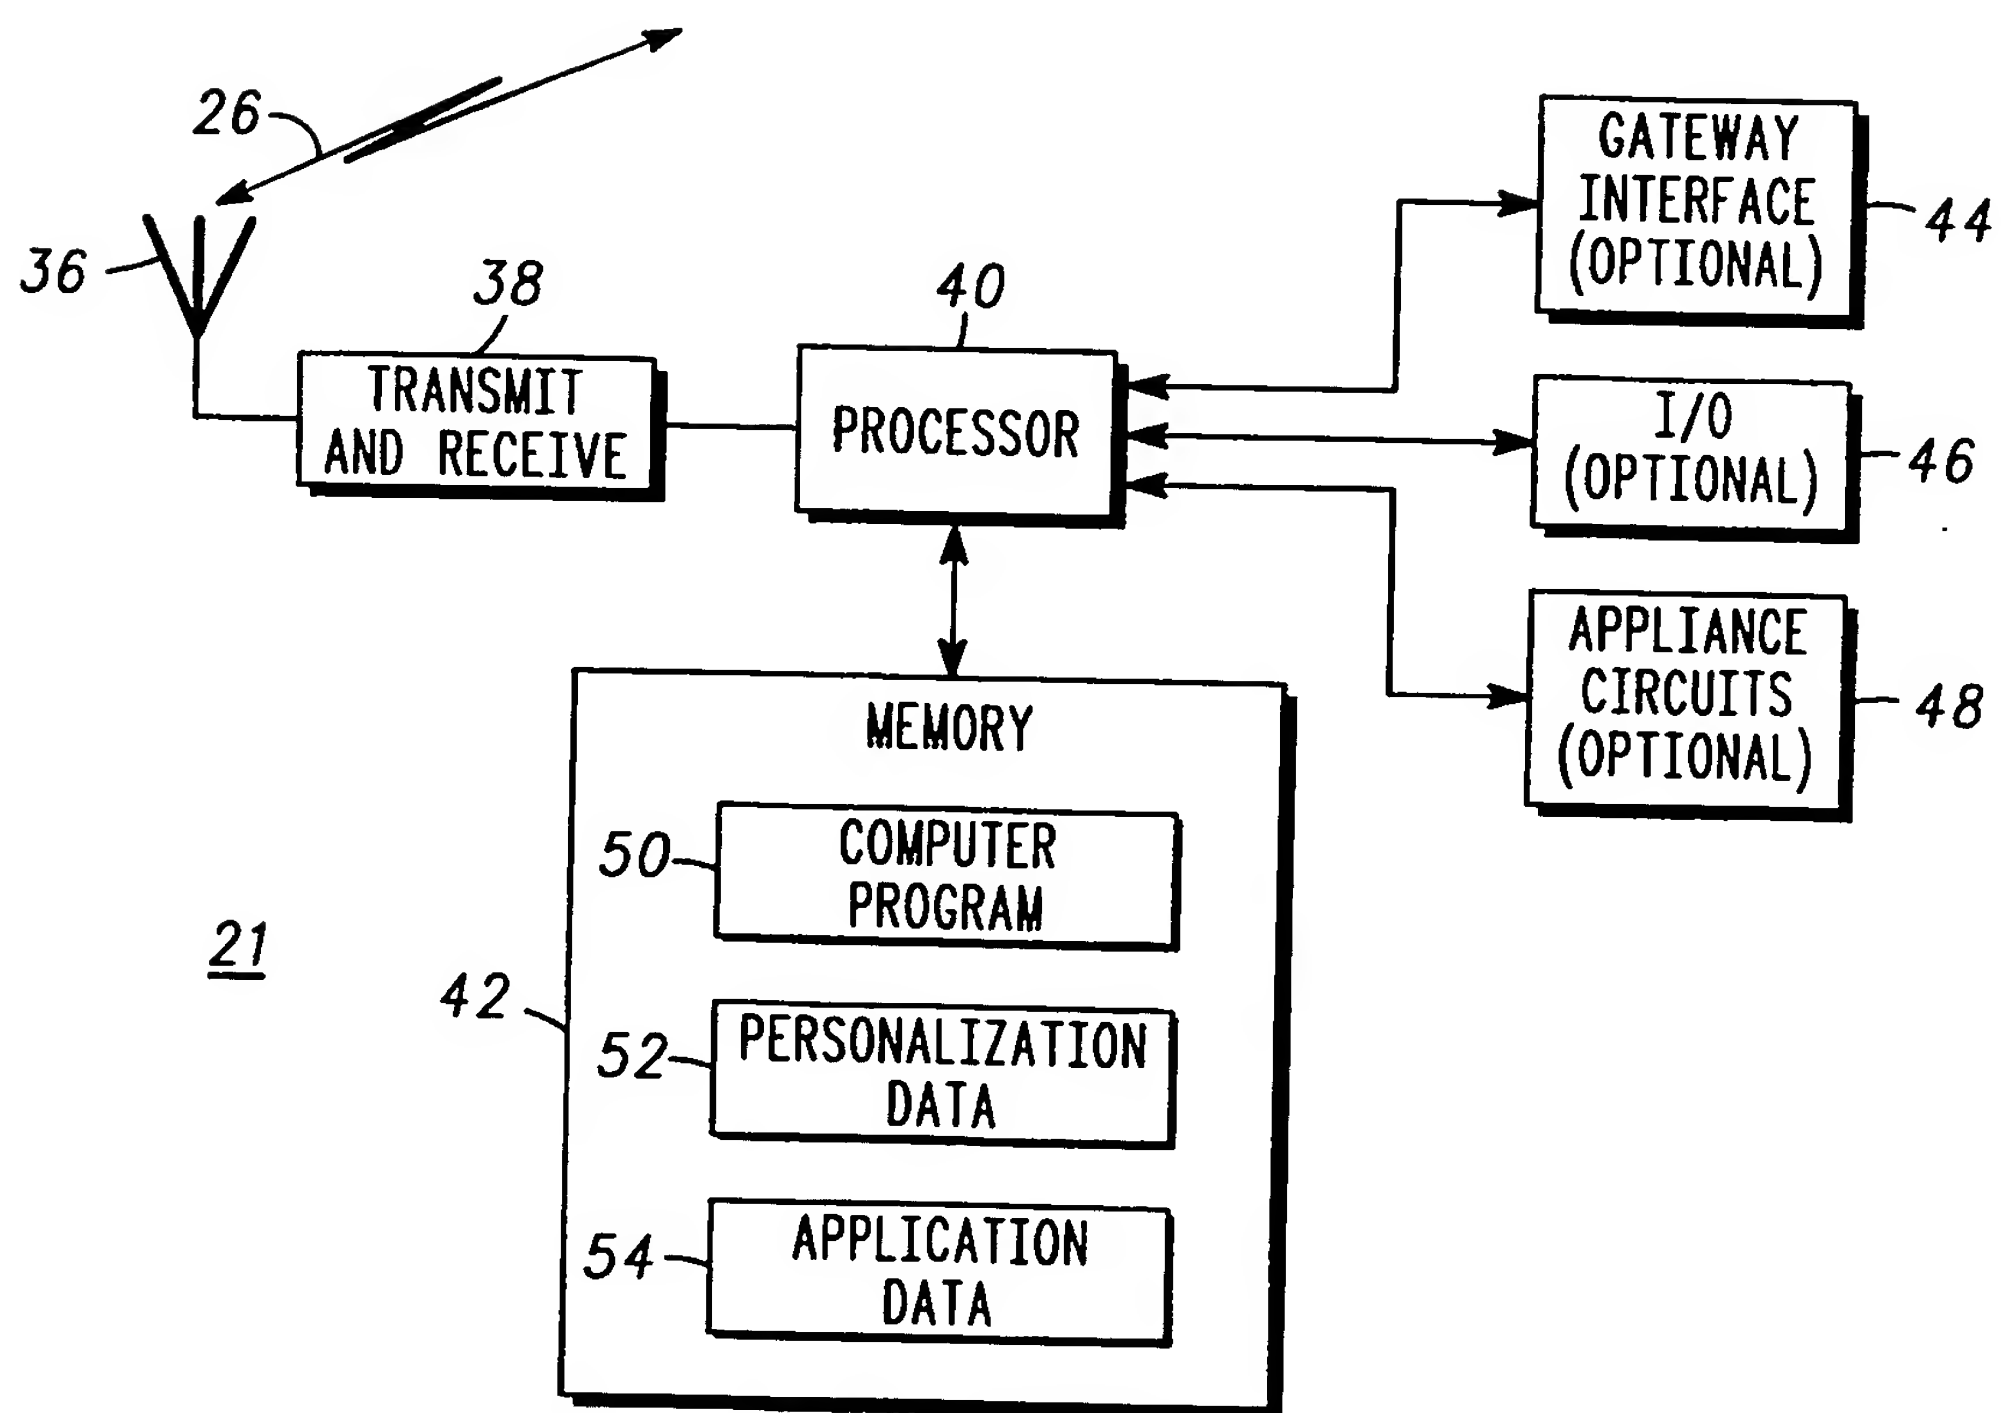 26
36
38
TRANSMIT
AND RECEIVE
40
PROCESSOR
GATEWAY
INTERFACE
(OPTIONAL)
44
I/O
(OPTIONAL)
46
APPLIANCE
CIRCUITS
(OPTIONAL)
48
MEMORY
50
COMPUTER
PROGRAM
21
42
52
PERSONALIZATION
DATA
54
APPLICATION
DATA